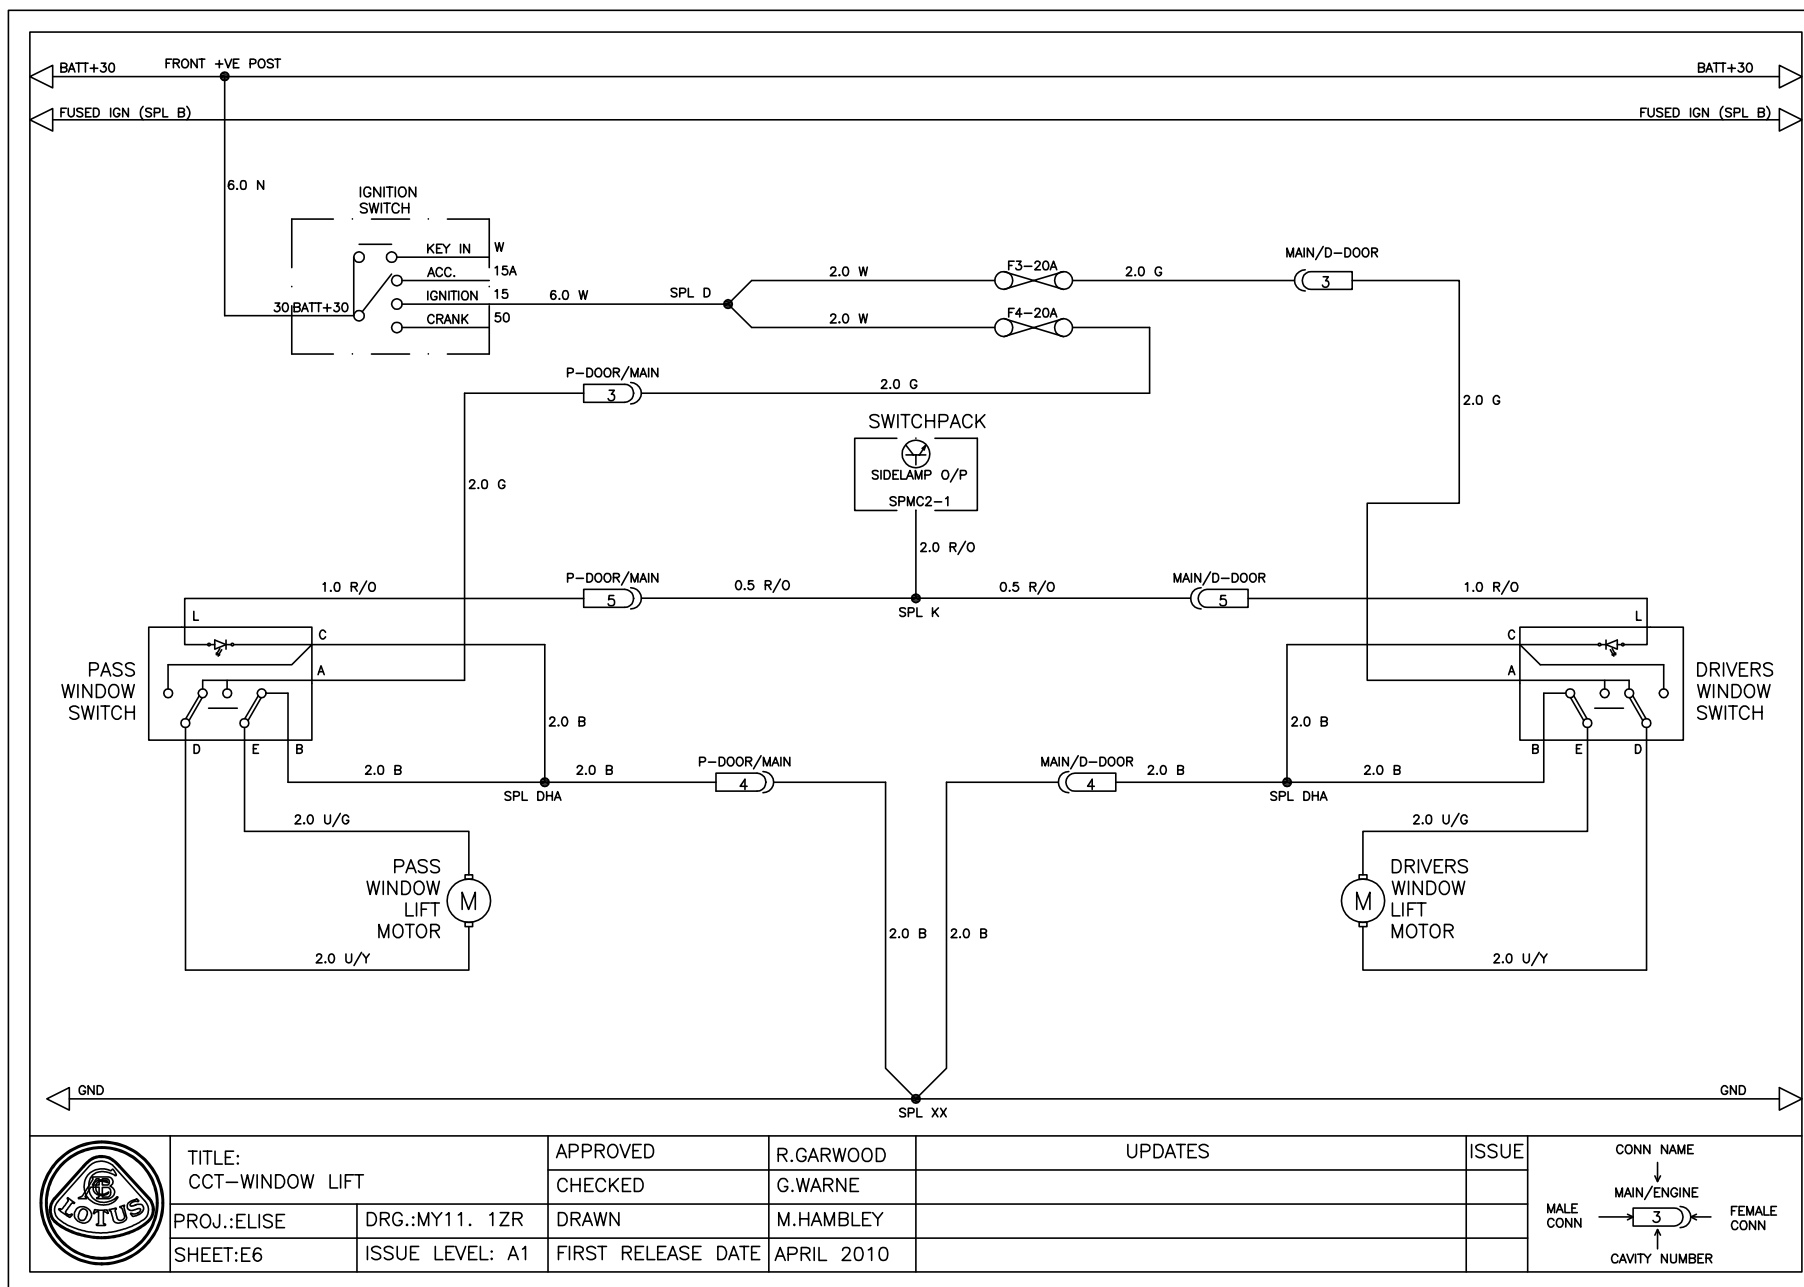 BATT+30
FRONT +VE POST
BATT+30
FUSED IGN (SPL B)
FUSED IGN (SPL B)
6.0 N
IGNITION
SWITCH
KEY IN
W
ACC.
15A
IGNITION
15
CRANK
50
30
BATT+30
6.0 W
SPL D
2.0 W
F3-20A
2.0 G
MAIN/D-DOOR
3
2.0 W
F4-20A
P-DOOR/MAIN
3
2.0 G
2.0 G
2.0 G
SWITCHPACK
SIDELAMP O/P
SPMC2-1
2.0 R/O
1.0 R/O
P-DOOR/MAIN
5
0.5 R/O
SPL K
0.5 R/O
MAIN/D-DOOR
5
1.0 R/O
PASS
WINDOW
SWITCH
L
C
A
D
E
B
DRIVERS
WINDOW
SWITCH
L
C
A
B
E
D
2.0 B
2.0 B
2.0 B
SPL DHA
2.0 B
P-DOOR/MAIN
4
MAIN/D-DOOR
4
2.0 B
SPL DHA
2.0 B
2.0 U/G
PASS
WINDOW
LIFT
MOTOR
M
2.0 U/Y
2.0 U/G
DRIVERS
WINDOW
LIFT
MOTOR
M
2.0 U/Y
2.0 B
2.0 B
GND
SPL XX
GND
LOTUS
TITLE:
CCT-WINDOW LIFT
PROJ.:ELISE
DRG.:MY11. 1ZR
SHEET:E6
ISSUE LEVEL: A1
APPROVED
R.GARWOOD
CHECKED
G.WARNE
DRAWN
M.HAMBLEY
FIRST RELEASE DATE
APRIL 2010
UPDATES
ISSUE
CONN NAME
MAIN/ENGINE
MALE
CONN
3
FEMALE
CONN
CAVITY NUMBER